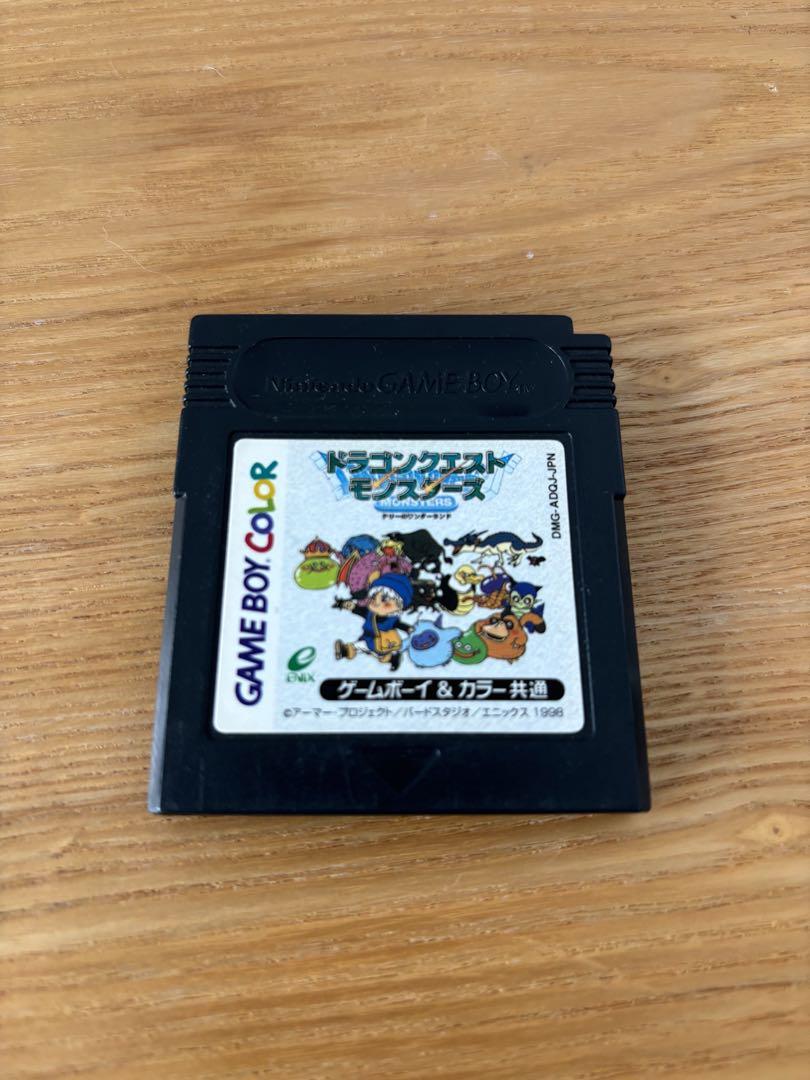 Nintendo GAME BOY TM
GAME BOY COLOR
ドラゴンクエスト
モンスターズ
MONSTERS
テリーのワンダーランド
DMG-ADQJ-JPN
ENIX
ゲームボーイ & カラー共通
©アーマー・プロジェクト/バードスタジオ/エニックス 1998